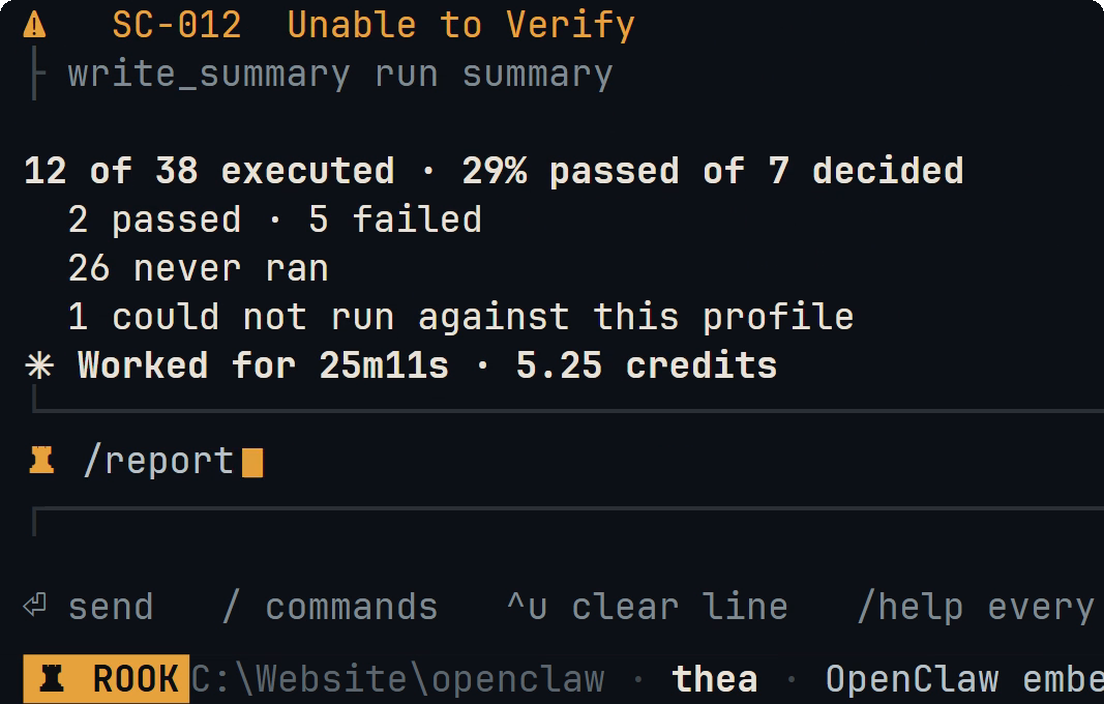 SC-012  Unable to Verify
write_summary run summary
12 of 38 executed · 29% passed of 7 decided
2 passed · 5 failed
26 never ran
1 could not run against this profile
✳ Worked for 25m11s · 5.25 credits
/report
⏎ send   / commands   ^u clear line   /help every
ROOK C:\Website\openclaw · thea · OpenClaw embe